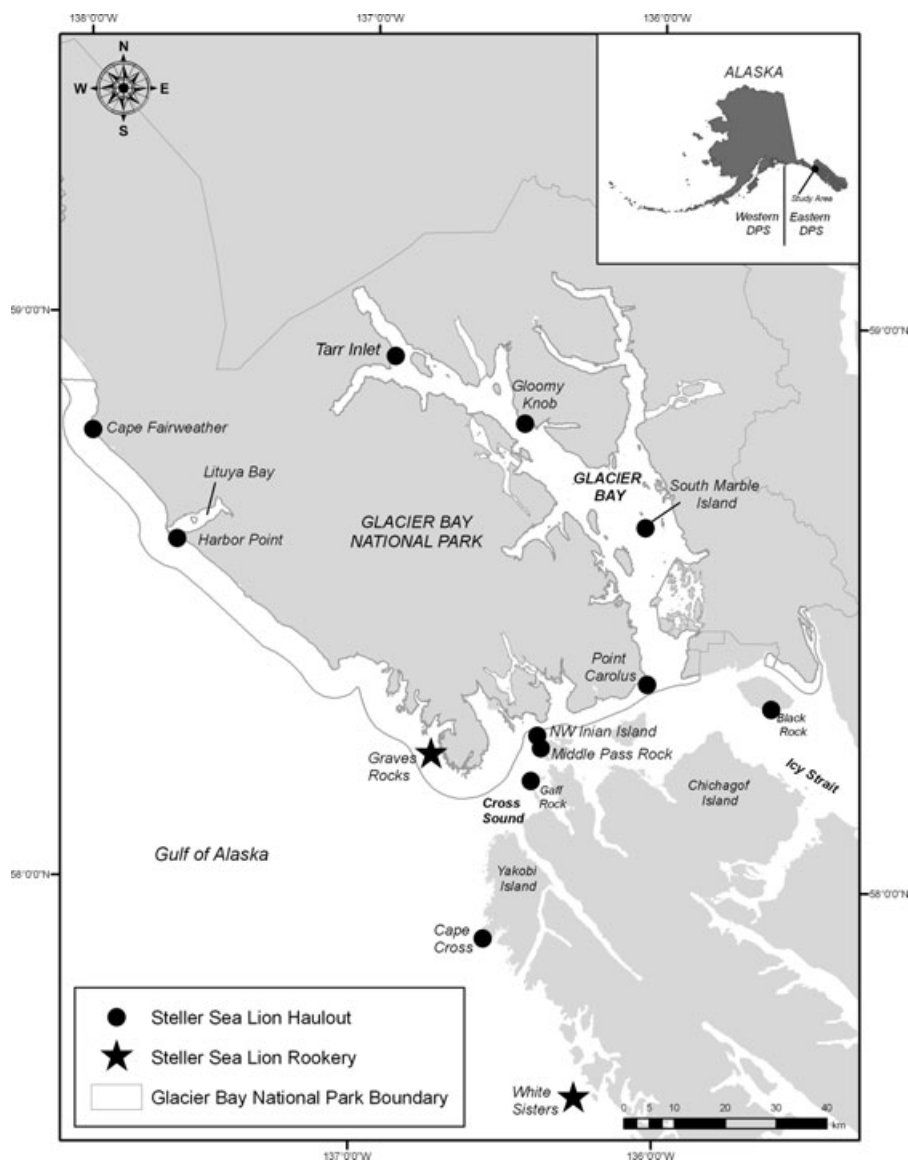 138°0'0"W
137°0'0"W
136°0'0"W
N
W
E
S
ALASKA
Study Area
Western
DPS
Eastern
DPS
59°0'0"N
59°0'0"N
Tarr Inlet
Gloomy
Knob
Cape Fairweather
Lituya Bay
GLACIER
BAY
South Marble
Island
GLACIER BAY
NATIONAL PARK
Harbor Point
Point
Carolus
Black
Rock
NW Inian Island
Middle Pass Rock
Graves
Rocks
Gaff
Rock
Cross
Sound
Chichagof
Island
Icy Strait
Gulf of Alaska
Yakobi
Island
58°0'0"N
58°0'0"N
Cape
Cross
Steller Sea Lion Haulout
Steller Sea Lion Rookery
Glacier Bay National Park Boundary
White
Sisters
0 5 10 20 30 40
km
137°0'0"W
136°0'0"W